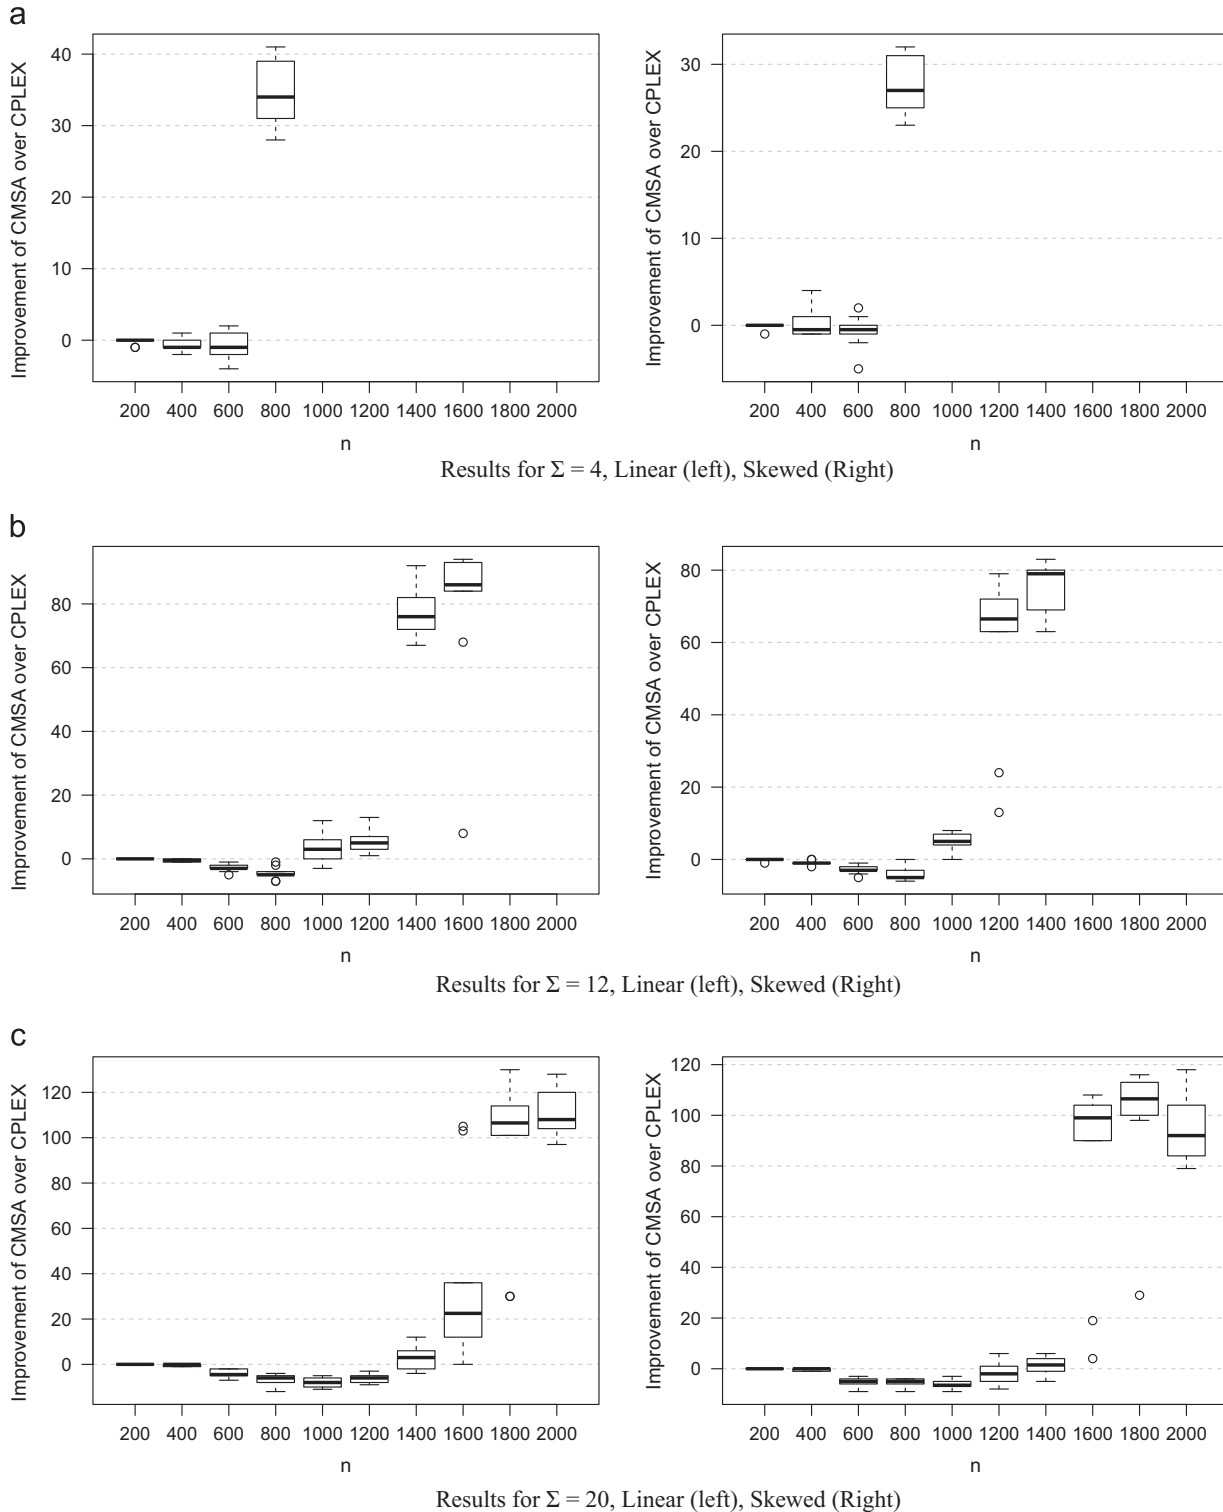 a
Improvement of CMSA over CPLEX
40
30
20
10
0
200 400 600 800 1000 1200 1400 1600 1800 2000
n
Improvement of CMSA over CPLEX
30
20
10
0
200 400 600 800 1000 1200 1400 1600 1800 2000
n
Results for Σ = 4, Linear (left), Skewed (Right)
b
Improvement of CMSA over CPLEX
80
60
40
20
0
200 400 600 800 1000 1200 1400 1600 1800 2000
n
Improvement of CMSA over CPLEX
80
60
40
20
0
200 400 600 800 1000 1200 1400 1600 1800 2000
n
Results for Σ = 12, Linear (left), Skewed (Right)
c
Improvement of CMSA over CPLEX
120
100
80
60
40
20
0
200 400 600 800 1000 1200 1400 1600 1800 2000
n
Improvement of CMSA over CPLEX
120
100
80
60
40
20
0
200 400 600 800 1000 1200 1400 1600 1800 2000
n
Results for Σ = 20, Linear (left), Skewed (Right)